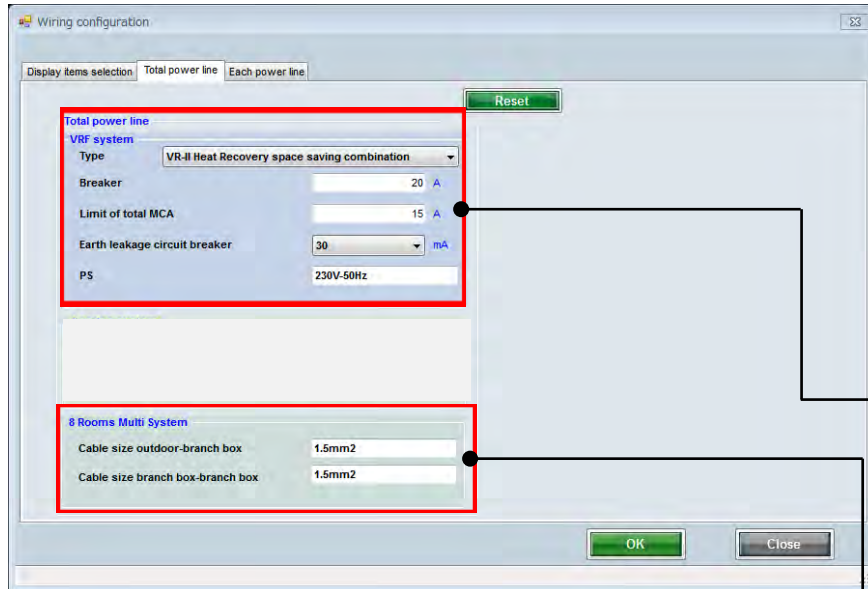 Wiring configuration
Display items selection Total power line Each power line
Reset
Total power line
VRF system
Type VR-II Heat Recovery space saving combination
Breaker 20 A
Limit of total MCA 15 A
Earth leakage circuit breaker 30 mA
PS 230V-50Hz
8 Rooms Multi System
Cable size outdoor-branch box 1.5mm2
Cable size branch box-branch box 1.5mm2
OK Close